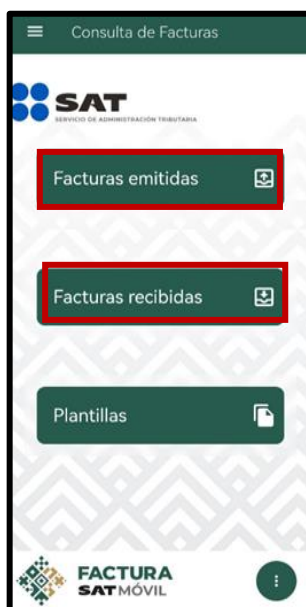 Consulta de Facturas
SAT
SERVICIO DE ADMINISTRACIÓN TRIBUTARIA
Facturas emitidas
Facturas recibidas
Plantillas
FACTURA
SATMÓVIL